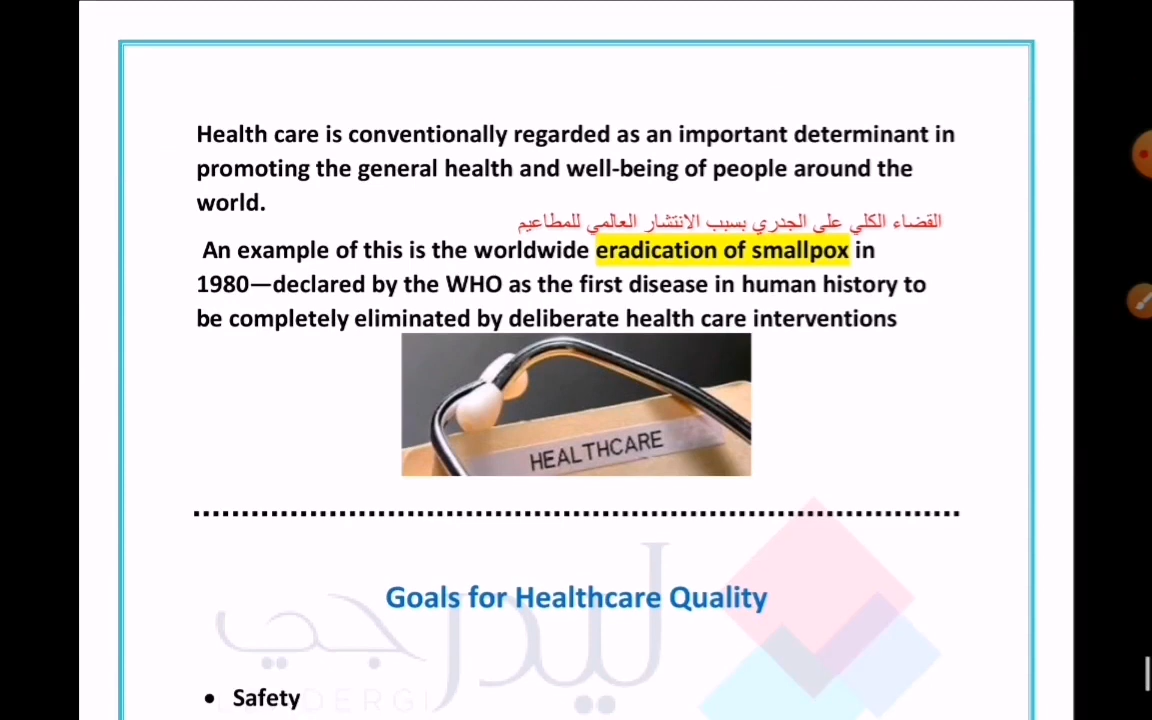 Health care is conventionally regarded as an important determinant in
promoting the general health and well-being of people around the
world.
القضاء الكلي على الجدري بسبب الانتشار العالمي للمطاعيم
An example of this is the worldwide eradication of smallpox in
1980—declared by the WHO as the first disease in human history to
be completely eliminated by deliberate health care interventions
HEALTHCARE
Goals for Healthcare Quality
ليدرجي
• Safety
DERGI